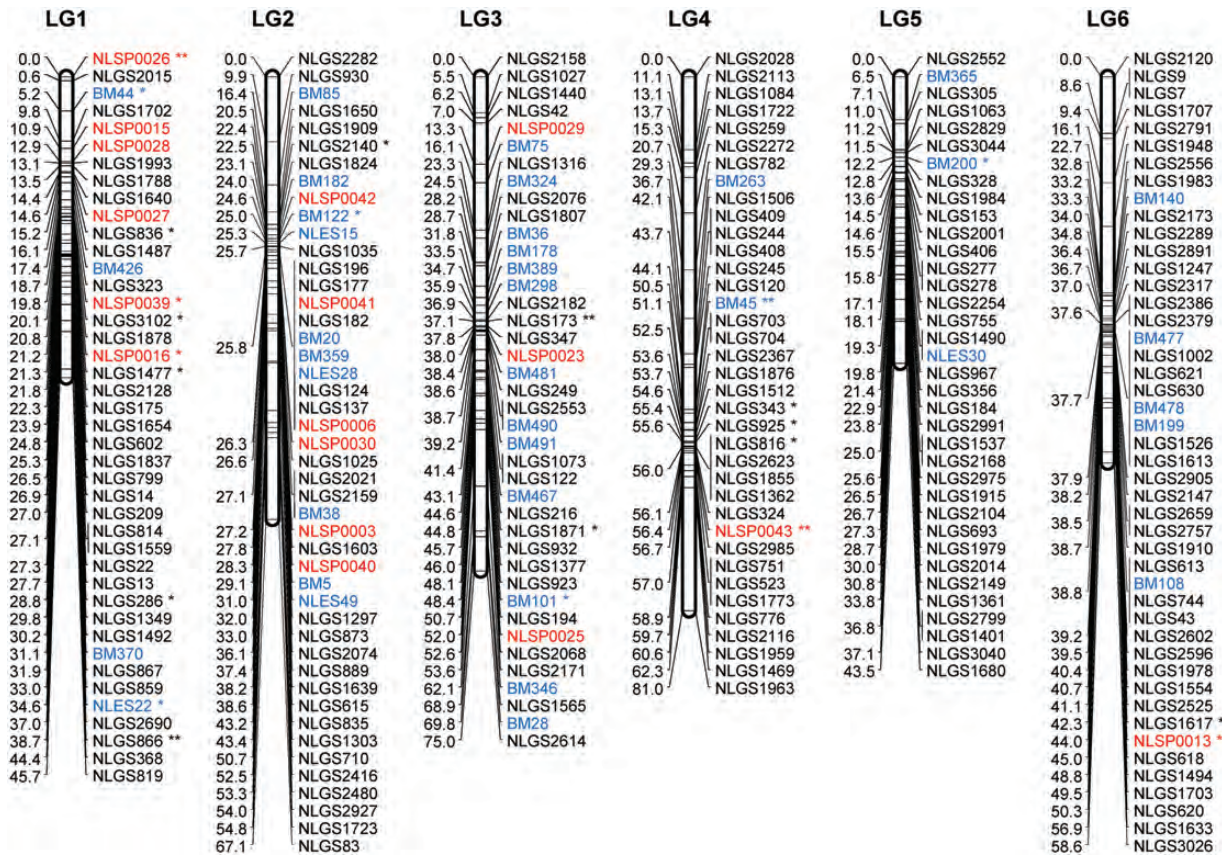 LG1
0.0 NLSP0026 **
0.6 NLGS2015
5.2 BM44 *
9.8 NLGS1702
10.9 NLSP0015
12.9 NLSP0028
13.1 NLGS1993
13.5 NLGS1788
14.4 NLGS1640
14.6 NLSP0027
15.2 NLGS836 *
16.1 NLGS1487
17.4 BM426
18.7 NLGS323
19.8 NLSP0039 *
20.1 NLGS3102 *
20.8 NLGS1878
21.2 NLSP0016 *
21.3 NLGS1477 *
21.8 NLGS2128
22.3 NLGS175
23.9 NLGS1654
24.8 NLGS602
25.3 NLGS1837
26.5 NLGS799
26.9 NLGS14
27.0 NLGS209
27.1 NLGS814
NLGS1559
27.3 NLGS22
27.7 NLGS13
28.8 NLGS286 *
29.8 NLGS1349
30.2 NLGS1492
31.1 BM370
31.9 NLGS867
33.0 NLGS859
34.6 NLES22 *
37.0 NLGS2690
38.7 NLGS866 **
44.4 NLGS368
45.7 NLGS819
LG2
0.0 NLGS2282
9.9 NLGS930
16.4 BM85
20.5 NLGS1650
22.4 NLGS1909
22.5 NLGS2140 *
23.1 NLGS1824
24.0 BM182
24.6 NLSP0042
25.0 BM122 *
25.3 NLES15
25.7 NLGS1035
NLGS196
NLGS177
NLSP0041
NLGS182
25.8 BM20
BM359
NLES28
NLGS124
NLGS137
NLSP0006
26.3 NLSP0030
26.6 NLGS1025
NLGS2021
27.1 NLGS2159
BM38
27.2 NLSP0003
27.8 NLGS1603
28.3 NLSP0040
29.1 BM5
31.0 NLES49
32.0 NLGS1297
33.0 NLGS873
36.1 NLGS2074
37.4 NLGS889
38.2 NLGS1639
38.6 NLGS615
43.2 NLGS835
43.4 NLGS1303
50.7 NLGS710
52.5 NLGS2416
53.3 NLGS2480
54.0 NLGS2927
54.8 NLGS1723
67.1 NLGS83
LG3
0.0 NLGS2158
5.5 NLGS1027
6.2 NLGS1440
7.0 NLGS42
13.3 NLSP0029
16.1 BM75
23.3 NLGS1316
24.5 BM324
28.2 NLGS2076
28.7 NLGS1807
31.8 BM36
33.5 BM178
34.7 BM389
35.9 BM298
36.9 NLGS2182
37.1 NLGS173 **
37.8 NLGS347
38.0 NLSP0023
38.4 BM481
NLGS249
38.7 NLGS2553
BM490
39.2 BM491
NLGS1073
41.4 NLGS122
43.1 BM467
44.6 NLGS216
44.8 NLGS1871 *
45.7 NLGS932
46.0 NLGS1377
48.1 NLGS923
48.4 BM101 *
50.7 NLGS194
52.0 NLSP0025
52.6 NLGS2068
53.6 NLGS2171
62.1 BM346
68.9 NLGS1565
69.8 BM28
75.0 NLGS2614
LG4
0.0 NLGS2028
11.1 NLGS2113
13.1 NLGS1084
13.7 NLGS1722
15.3 NLGS259
20.7 NLGS2272
29.3 NLGS782
36.7 BM263
42.1 NLGS1506
NLGS409
43.7 NLGS244
NLGS408
44.1 NLGS245
50.5 NLGS120
51.1 BM45 **
NLGS703
52.5 NLGS704
53.6 NLGS2367
53.7 NLGS1876
54.6 NLGS1512
55.4 NLGS343 *
55.6 NLGS925 *
NLGS816 *
NLGS2623
56.0 NLGS1855
NLGS1362
56.1 NLGS324
56.4 NLSP0043 **
56.7 NLGS2985
NLGS751
57.0 NLGS523
NLGS1773
58.9 NLGS776
59.7 NLGS2116
60.6 NLGS1959
62.3 NLGS1469
81.0 NLGS1963
LG5
0.0 NLGS2552
6.5 BM365
7.1 NLGS305
11.0 NLGS1063
11.2 NLGS2829
11.5 NLGS3044
12.2 BM200 *
12.8 NLGS328
13.6 NLGS1984
14.5 NLGS153
14.6 NLGS2001
15.5 NLGS406
15.8 NLGS277
NLGS278
17.1 NLGS2254
18.1 NLGS755
NLGS1490
19.3 NLES30
19.8 NLGS967
21.4 NLGS356
22.9 NLGS184
23.8 NLGS2991
25.0 NLGS1537
NLGS2168
25.6 NLGS2975
26.5 NLGS1915
26.7 NLGS2104
27.3 NLGS693
28.7 NLGS1979
30.0 NLGS2014
30.8 NLGS2149
33.8 NLGS1361
36.8 NLGS2799
NLGS1401
37.1 NLGS3040
43.5 NLGS1680
LG6
0.0 NLGS2120
8.6 NLGS9
NLGS7
9.4 NLGS1707
16.1 NLGS2791
22.7 NLGS1948
32.8 NLGS2556
33.2 NLGS1983
33.3 BM140
34.0 NLGS2173
34.8 NLGS2289
36.4 NLGS2891
36.7 NLGS1247
37.0 NLGS2317
37.6 NLGS2386
NLGS2379
BM477
NLGS1002
37.7 NLGS621
NLGS630
BM478
BM199
NLGS1526
NLGS1613
37.9 NLGS2905
38.2 NLGS2147
38.5 NLGS2659
NLGS2757
38.7 NLGS1910
NLGS613
38.8 BM108
NLGS744
NLGS43
39.2 NLGS2602
39.5 NLGS2596
40.4 NLGS1978
40.7 NLGS1554
41.1 NLGS2525
42.3 NLGS1617 *
44.0 NLSP0013 *
45.0 NLGS618
48.8 NLGS1494
49.5 NLGS1703
50.3 NLGS620
56.9 NLGS1633
58.6 NLGS3026